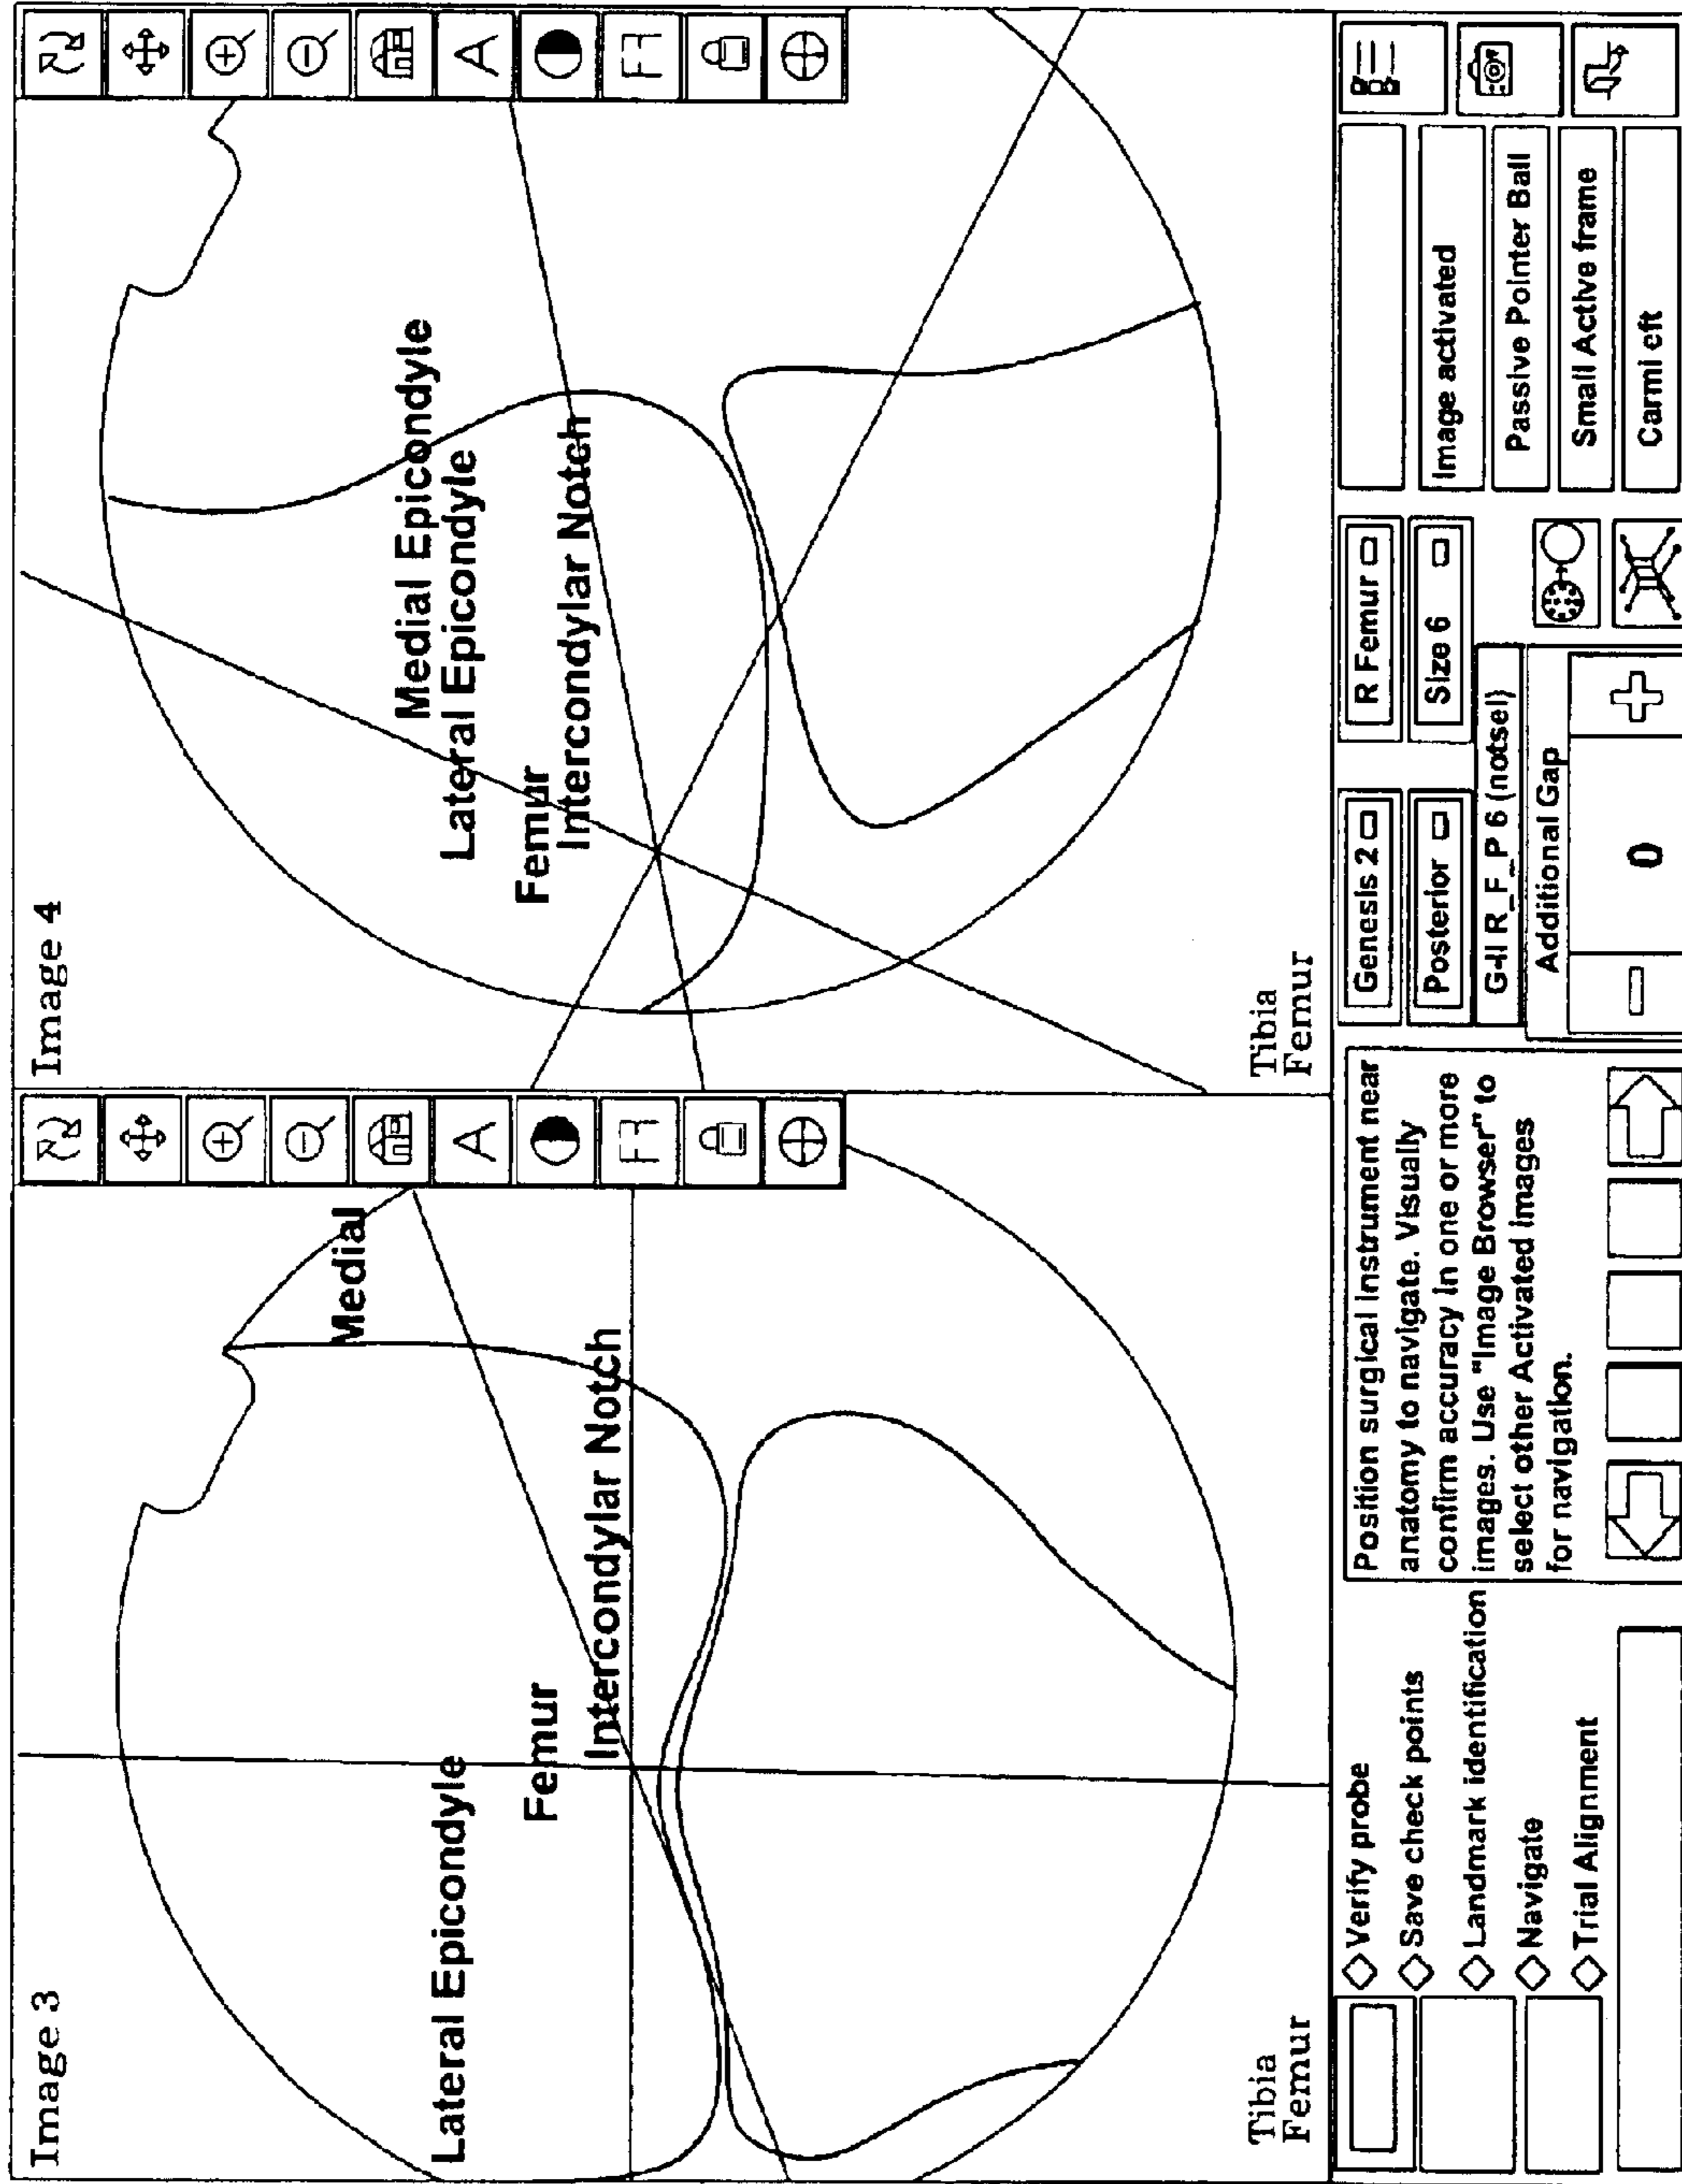 Image 3
Medial
Lateral Epicondyle
Femur
Intercondylar Notch
Tibia
Femur
A
Image 4
Medial Epicondyle
Lateral Epicondyle
Femur
Intercondylar Notch
Tibia
Femur
A
Verify probe
Save check points
Landmark identification
Navigate
Trial Alignment
Position surgical instrument near
anatomy to navigate. Visually
confirm accuracy in one or more
images. Use "Image Browser" to
select other Activated Images
for navigation.
Genesis 2
R Femur
Posterior
Size 6
G-II R_F_P 6 (notsel)
Additional Gap
0
Image activated
Passive Pointer Ball
Small Active frame
Carmi eft